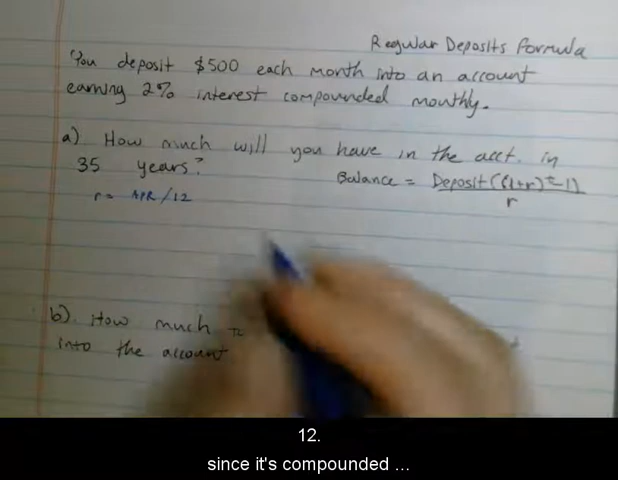 Regular Deposits Formula
You deposit $500 each month into an account
earning 2% interest compounded monthly.
a) How much will you have in the acct. in
35 years?
Balance = Deposit((1+r)ⁿ-1)
r
r = APR/12
b) How much
into the account
12.
since it's compounded ...